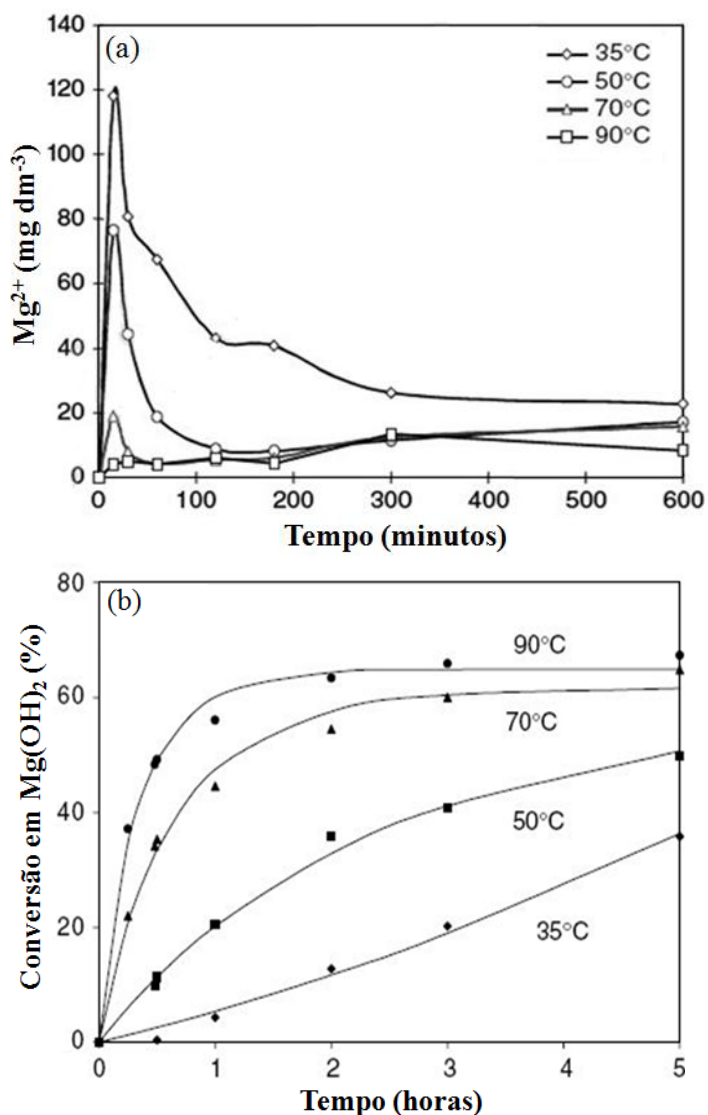 (a)
140
120
100
80
60
40
20
0
35°C
50°C
70°C
90°C
Mg²⁺ (mg dm⁻³)
0 100 200 300 400 500 600
Tempo (minutos)
(b)
80
60
40
20
0
90°C
70°C
50°C
35°C
Conversão em Mg(OH)₂ (%)
0 1 2 3 4 5
Tempo (horas)